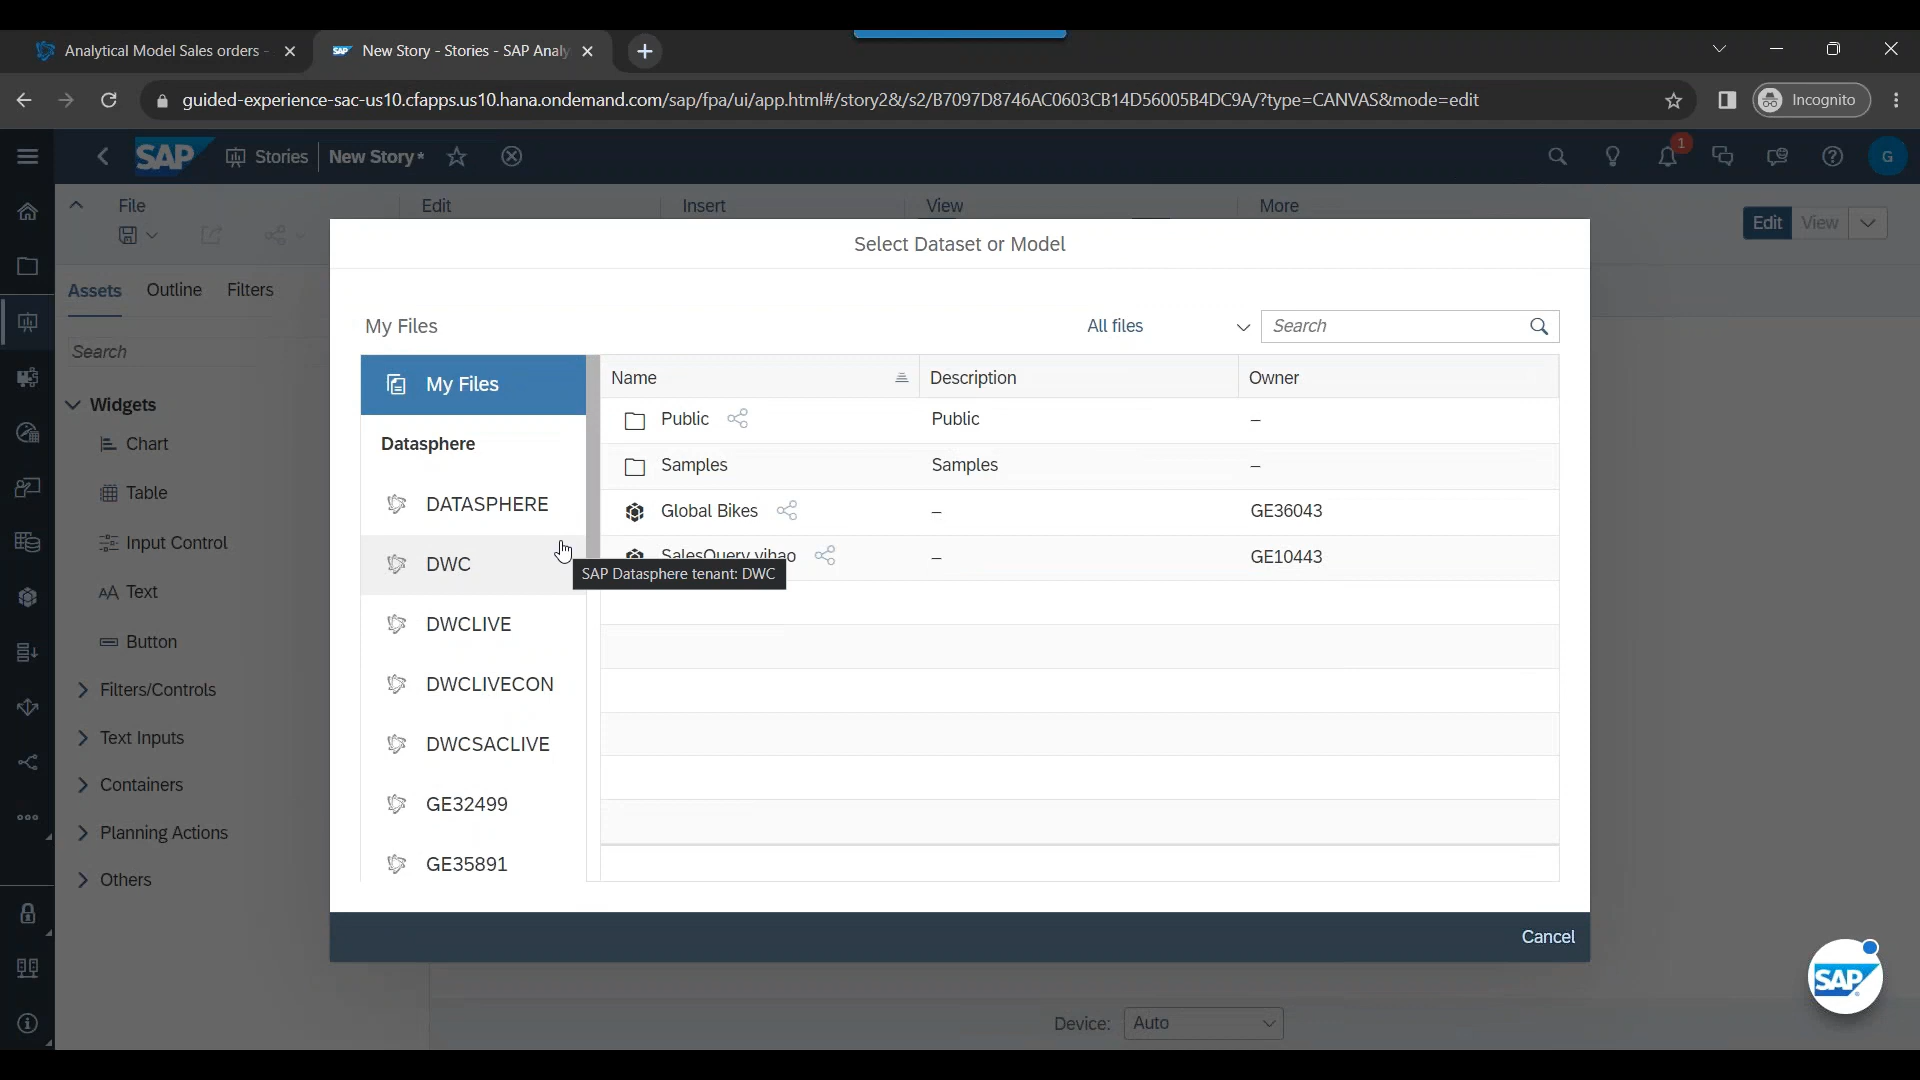 Analytical Model Sales orders -
SAP New Story - Stories - SAP Analy
guided-experience-sac-us10.cfapps.us10.hana.ondemand.com/sap/fpa/ui/app.html#/story2&/s2/B7097D8746AC0603CB14D56005B4DC9A/?type=CANVAS&mode=edit
Incognito
SAP Stories New Story*
1
G
File Edit Insert View More
Edit View
Select Dataset or Model
Assets Outline Filters
My Files All files Search
Search
Widgets
Chart
Table
Input Control
Text
Button
Filters/Controls
Text Inputs
Containers
Planning Actions
Others
My Files
Datasphere
DATASPHERE
DWC
DWCLIVE
DWCLIVECON
DWCSACLIVE
GE32499
GE35891
Name Description Owner
Public Public –
Samples Samples –
Global Bikes – GE36043
SalesQuery vihao – GE10443
SAP Datasphere tenant: DWC
Cancel
SAP
Device: Auto